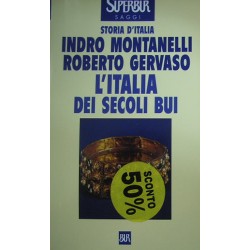 SUPERBUR
SAGGI
STORIA D'ITALIA
INDRO MONTANELLI
ROBERTO GERVASO
L'ITALIA
DEI SECOLI BUI
SCONTO
50%
BUR